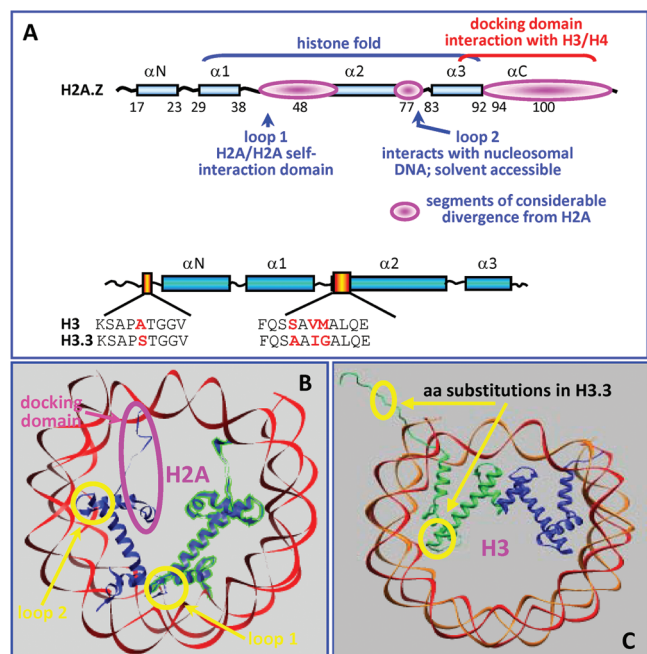 A
docking domain
interaction with H3/H4
histone fold
H2A.Z
αN
α1
α2
α3
αC
17
23
29
38
48
77
83
92
94
100
loop 1
H2A/H2A self-
interaction domain
loop 2
interacts with nucleosomal
DNA; solvent accessible
segments of considerable
divergence from H2A
αN
α1
α2
α3
H3 KSAPATGGV FQSSAVMALQE
H3.3 KSAPSTGGV FQSAAIGALQE
B
docking
domain
H2A
loop 2
loop 1
aa substitutions in H3.3
H3
C